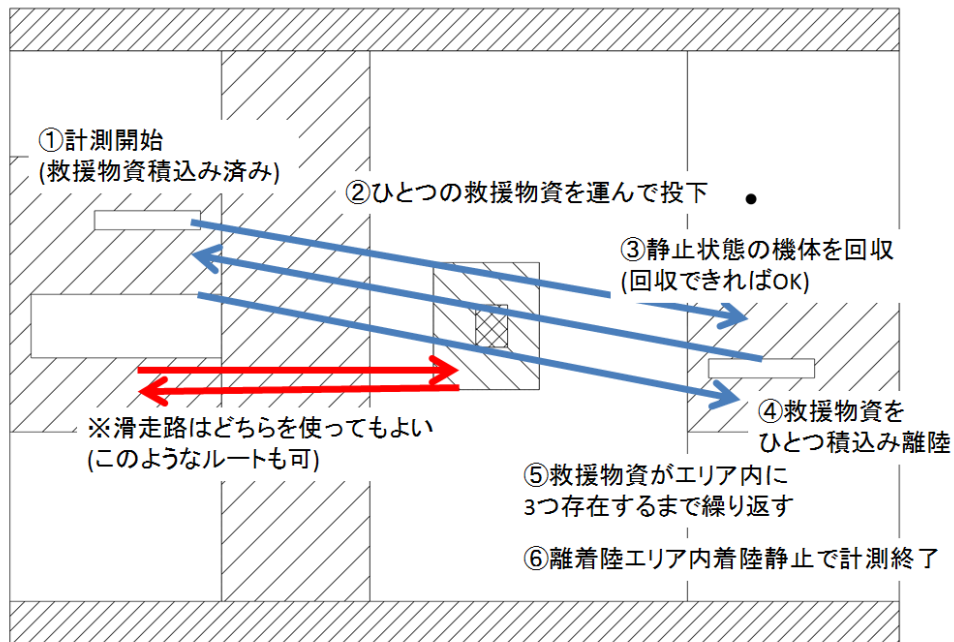 ①計測開始
(救援物資積込み済み)
②ひとつの救援物資を運んで投下
③静止状態の機体を回収
(回収できればOK)
※滑走路はどちらを使ってもよい
(このようなルートも可)
④救援物資を
ひとつ積込み離陸
⑤救援物資がエリア内に
3つ存在するまで繰り返す
⑥離着陸エリア内着陸静止で計測終了